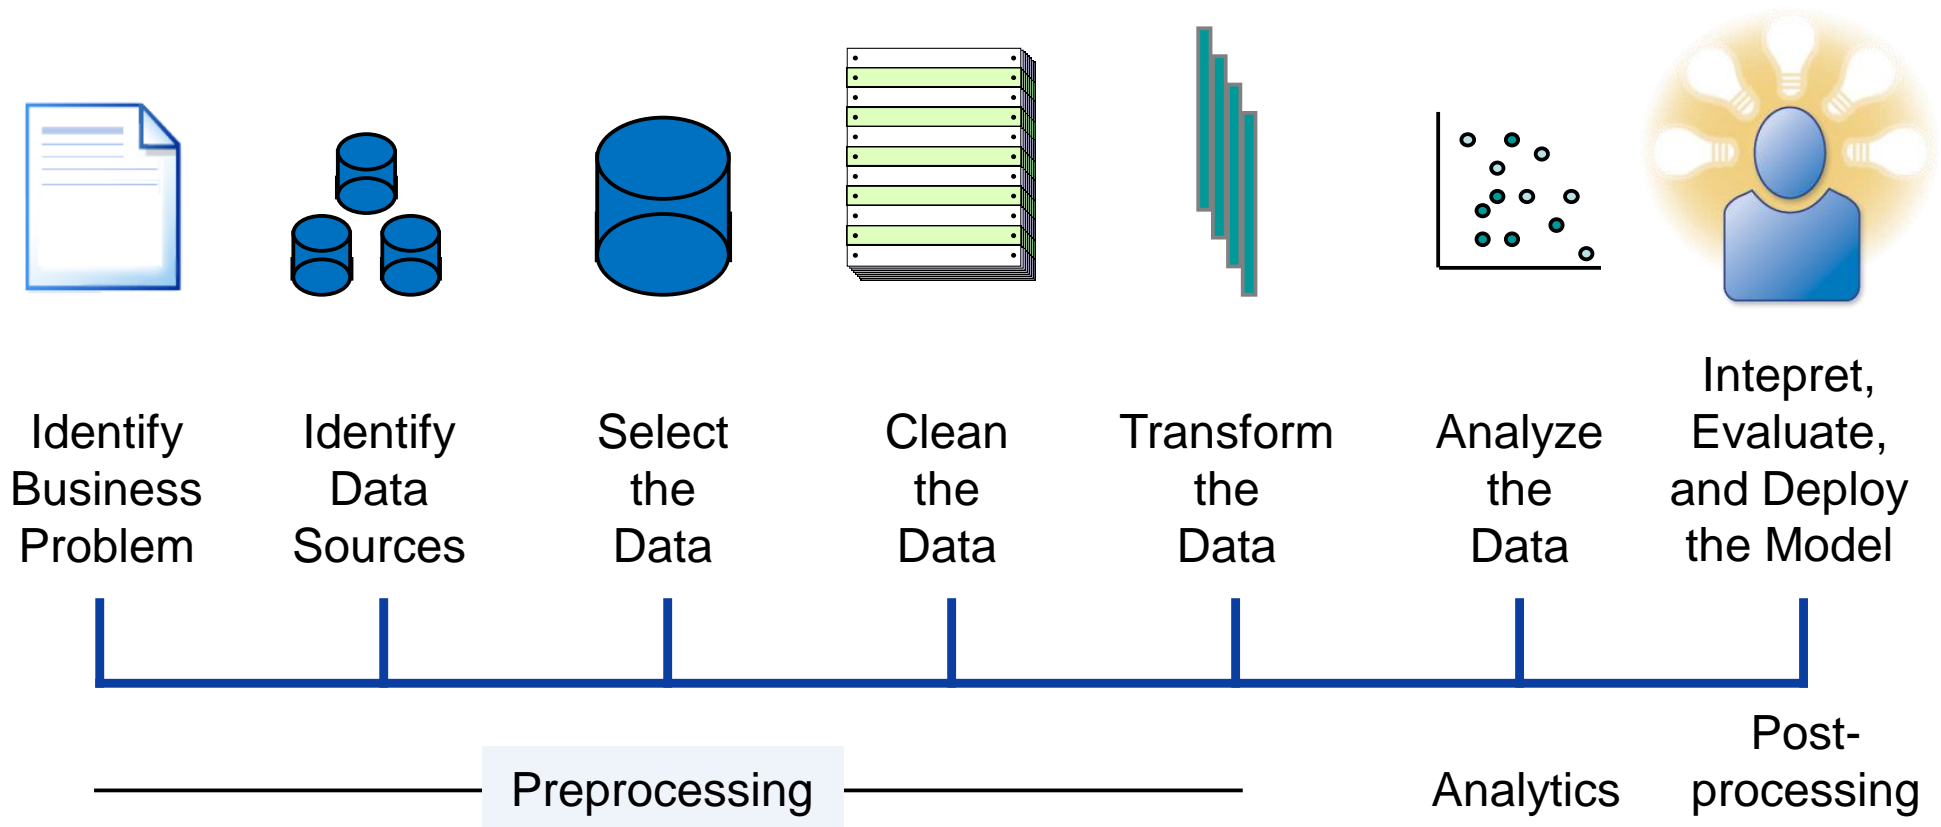 Identify
Business
Problem
Identify
Data
Sources
Select
the
Data
Clean
the
Data
Transform
the
Data
Analyze
the
Data
Intepret,
Evaluate,
and Deploy
the Model
Preprocessing
Analytics
Post-
processing